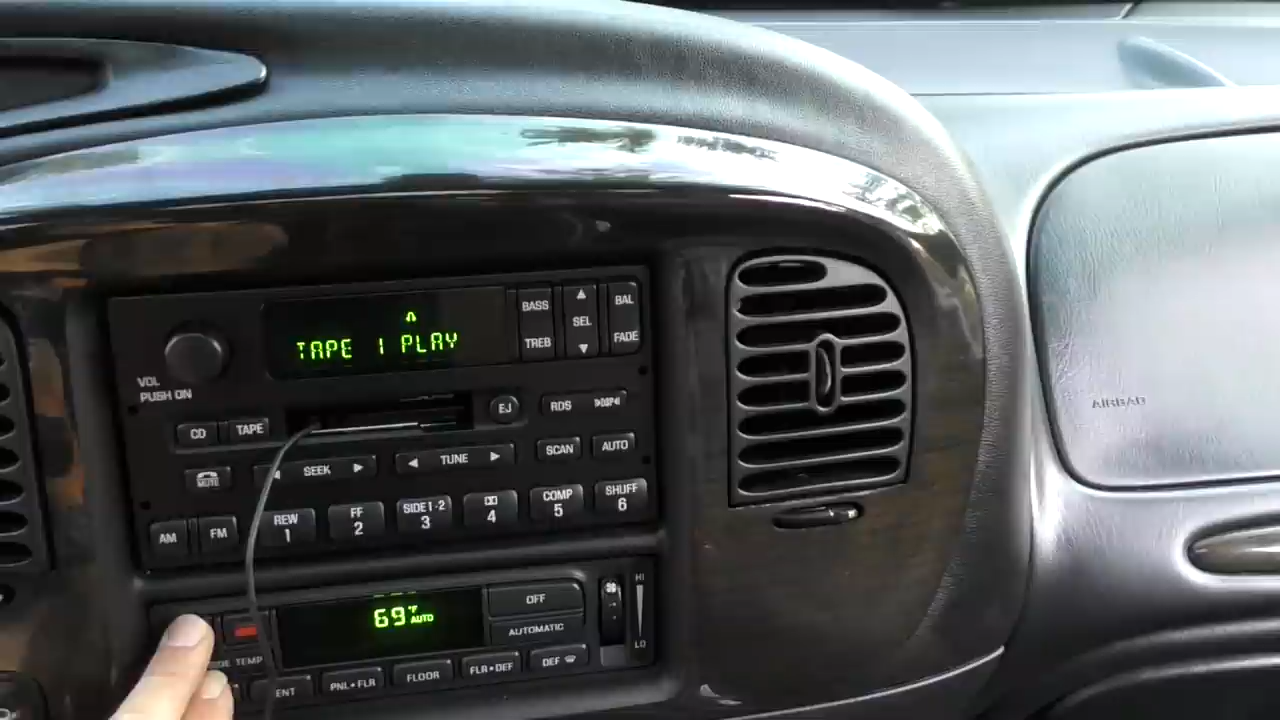 TAPE 1 PLAY
BASS
SEL
BAL
TREB
FADE
VOL
PUSH ON
CD
TAPE
EJ
RDS
MUTE
SEEK
TUNE
SCAN
AUTO
AM
FM
REW
1
FF
2
SIDE 1-2
3
4
COMP
5
SHUFF
6
69°F
AUTO
OFF
AUTOMATIC
HI
LO
TEMP
PNL•FLR
FLOOR
FLR•DEF
DEF
AIRBAG